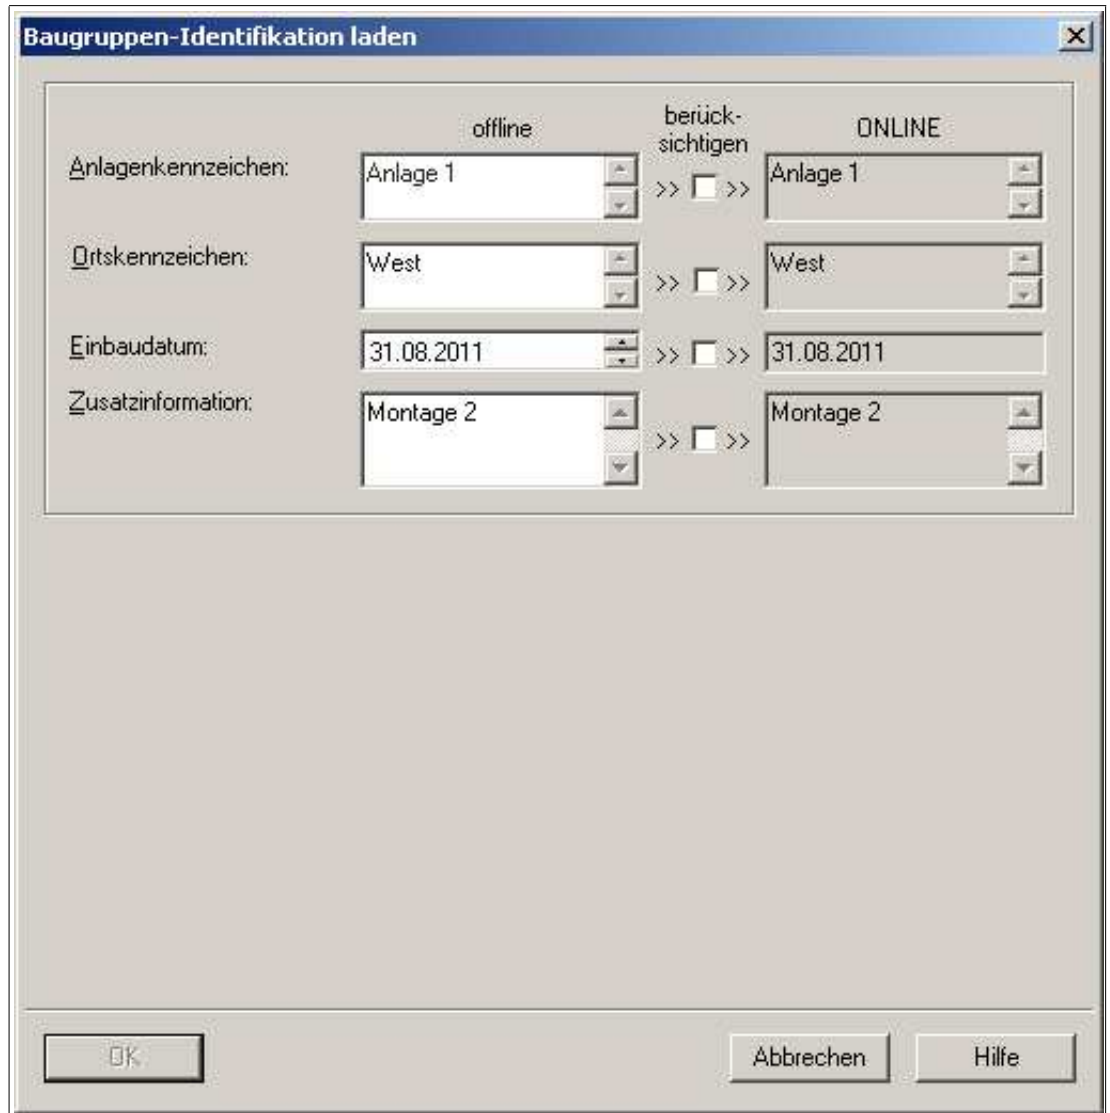 Baugruppen-Identifikation laden
offline
berück-
sichtigen
ONLINE
Anlagenkennzeichen:
Anlage 1
>> >>
Anlage 1
Ortskennzeichen:
West
>> >>
West
Einbaudatum:
31.08.2011
>> >>
31.08.2011
Zusatzinformation:
Montage 2
>> >>
Montage 2
OK
Abbrechen
Hilfe